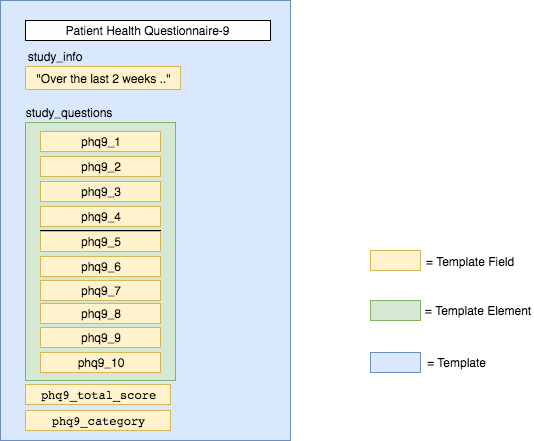 Patient Health Questionnaire-9
study_info
"Over the last 2 weeks .."
study_questions
phq9_1
phq9_2
phq9_3
phq9_4
phq9_5
phq9_6
phq9_7
phq9_8
phq9_9
phq9_10
phq9_total_score
phq9_category
= Template Field
= Template Element
= Template